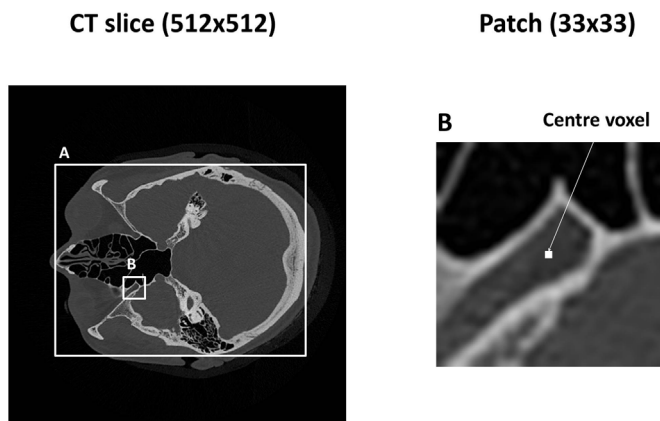 CT slice (512x512)
Patch (33x33)
A
B
B
Centre voxel